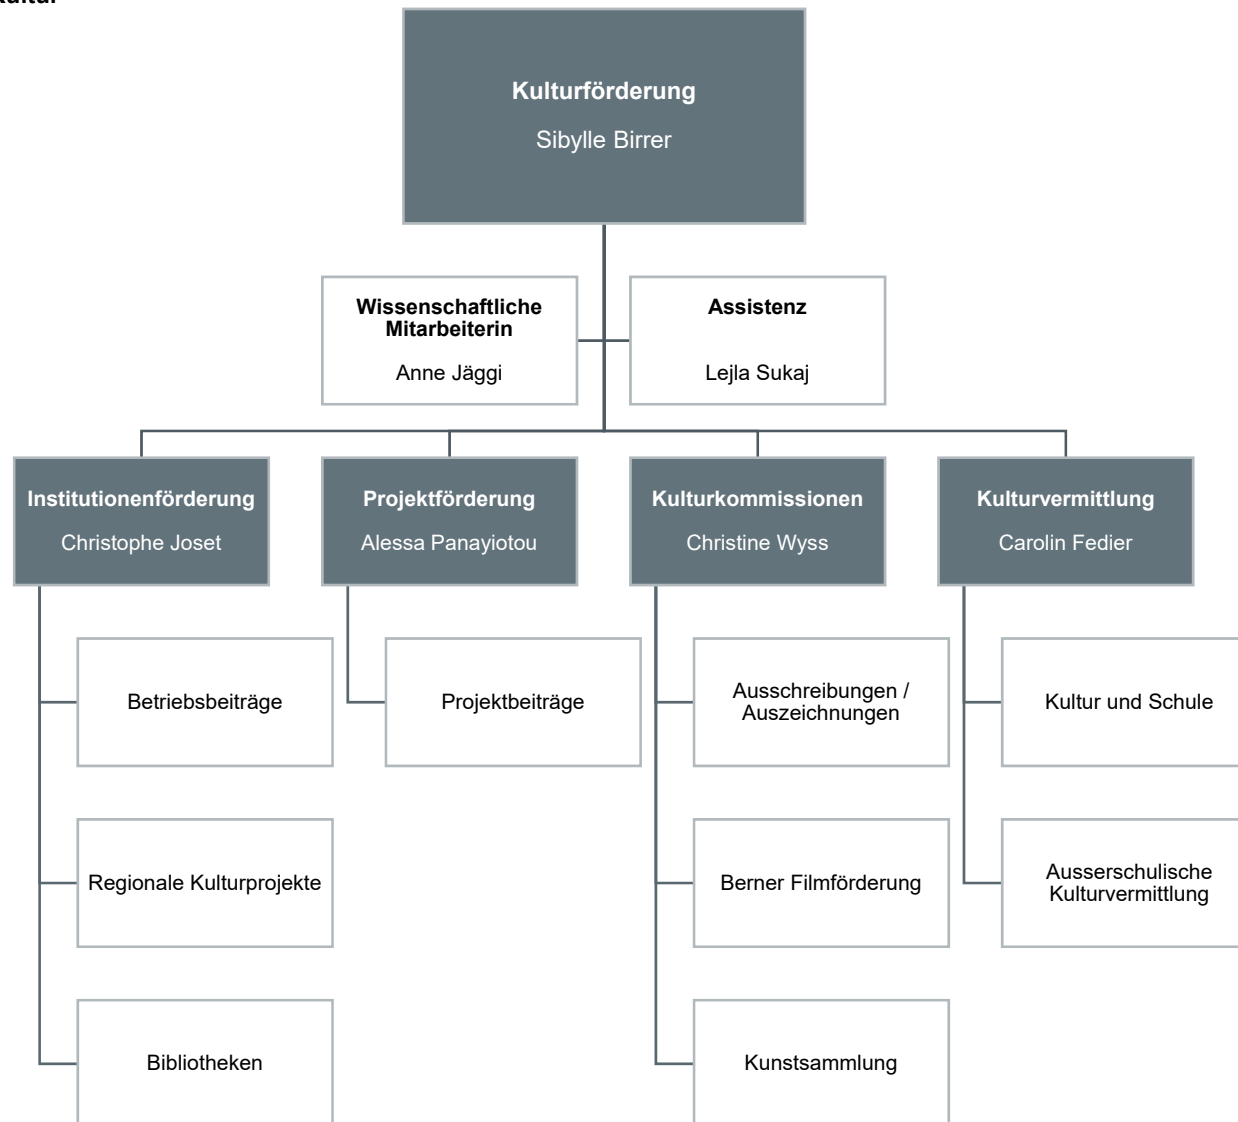 Kulturförderung
Sibylle Birrer
Wissenschaftliche
Mitarbeiterin
Anne Jäggi
Assistenz
Lejla Sukaj
Institutionenförderung
Christophe Joset
Projektförderung
Alessa Panayiotou
Kulturkommissionen
Christine Wyss
Kulturvermittlung
Carolin Fedier
Betriebsbeiträge
Regionale Kulturprojekte
Bibliotheken
Projektbeiträge
Ausschreibungen /
Auszeichnungen
Berner Filmförderung
Kunstsammlung
Kultur und Schule
Ausserschulische
Kulturvermittlung